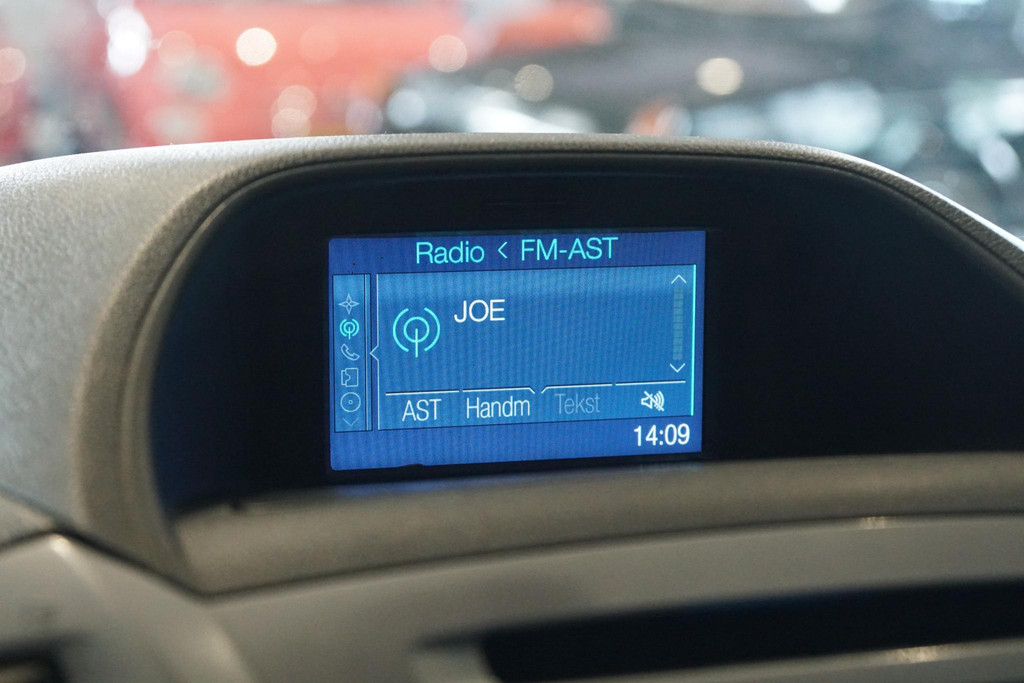 Radio < FM-AST
JOE
AST Handm Tekst
14:09